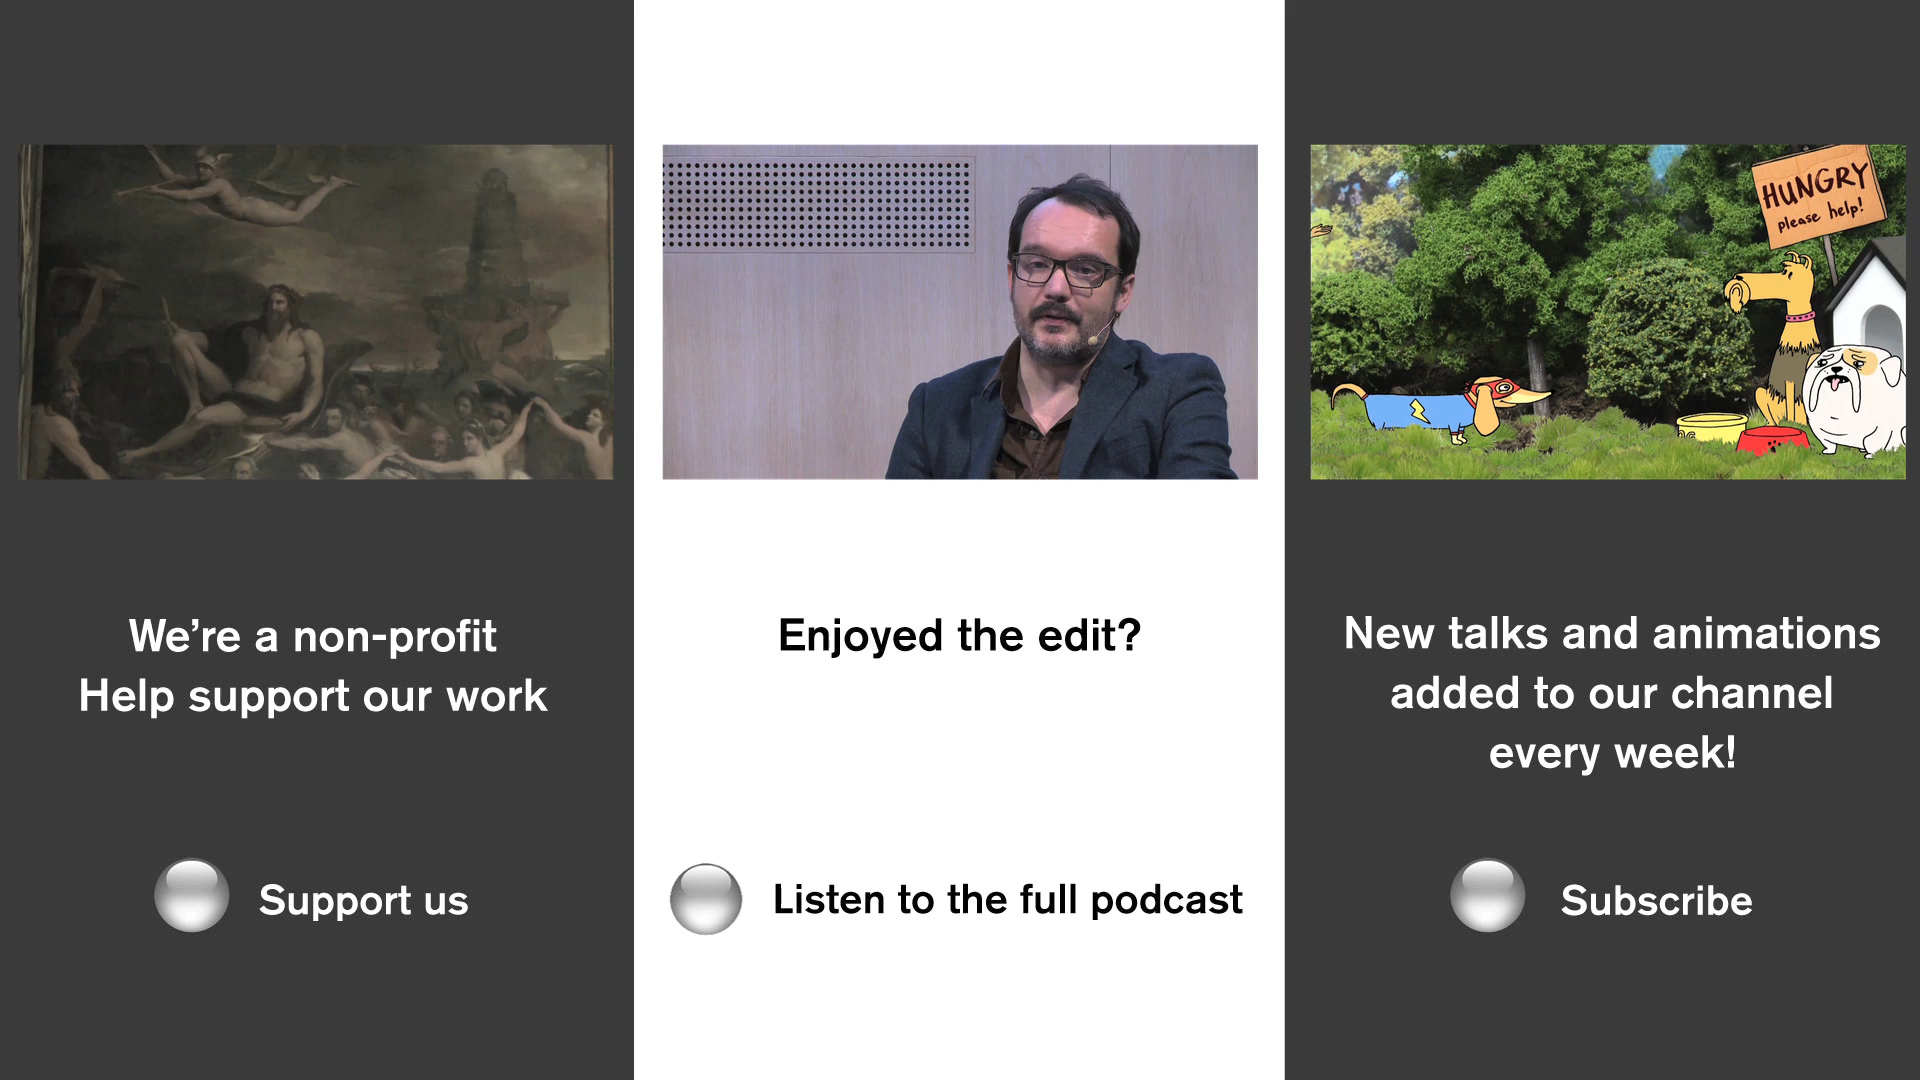 HUNGRY
please help!
We're a non-profit
Help support our work
Support us
Enjoyed the edit?
Listen to the full podcast
New talks and animations
added to our channel
every week!
Subscribe